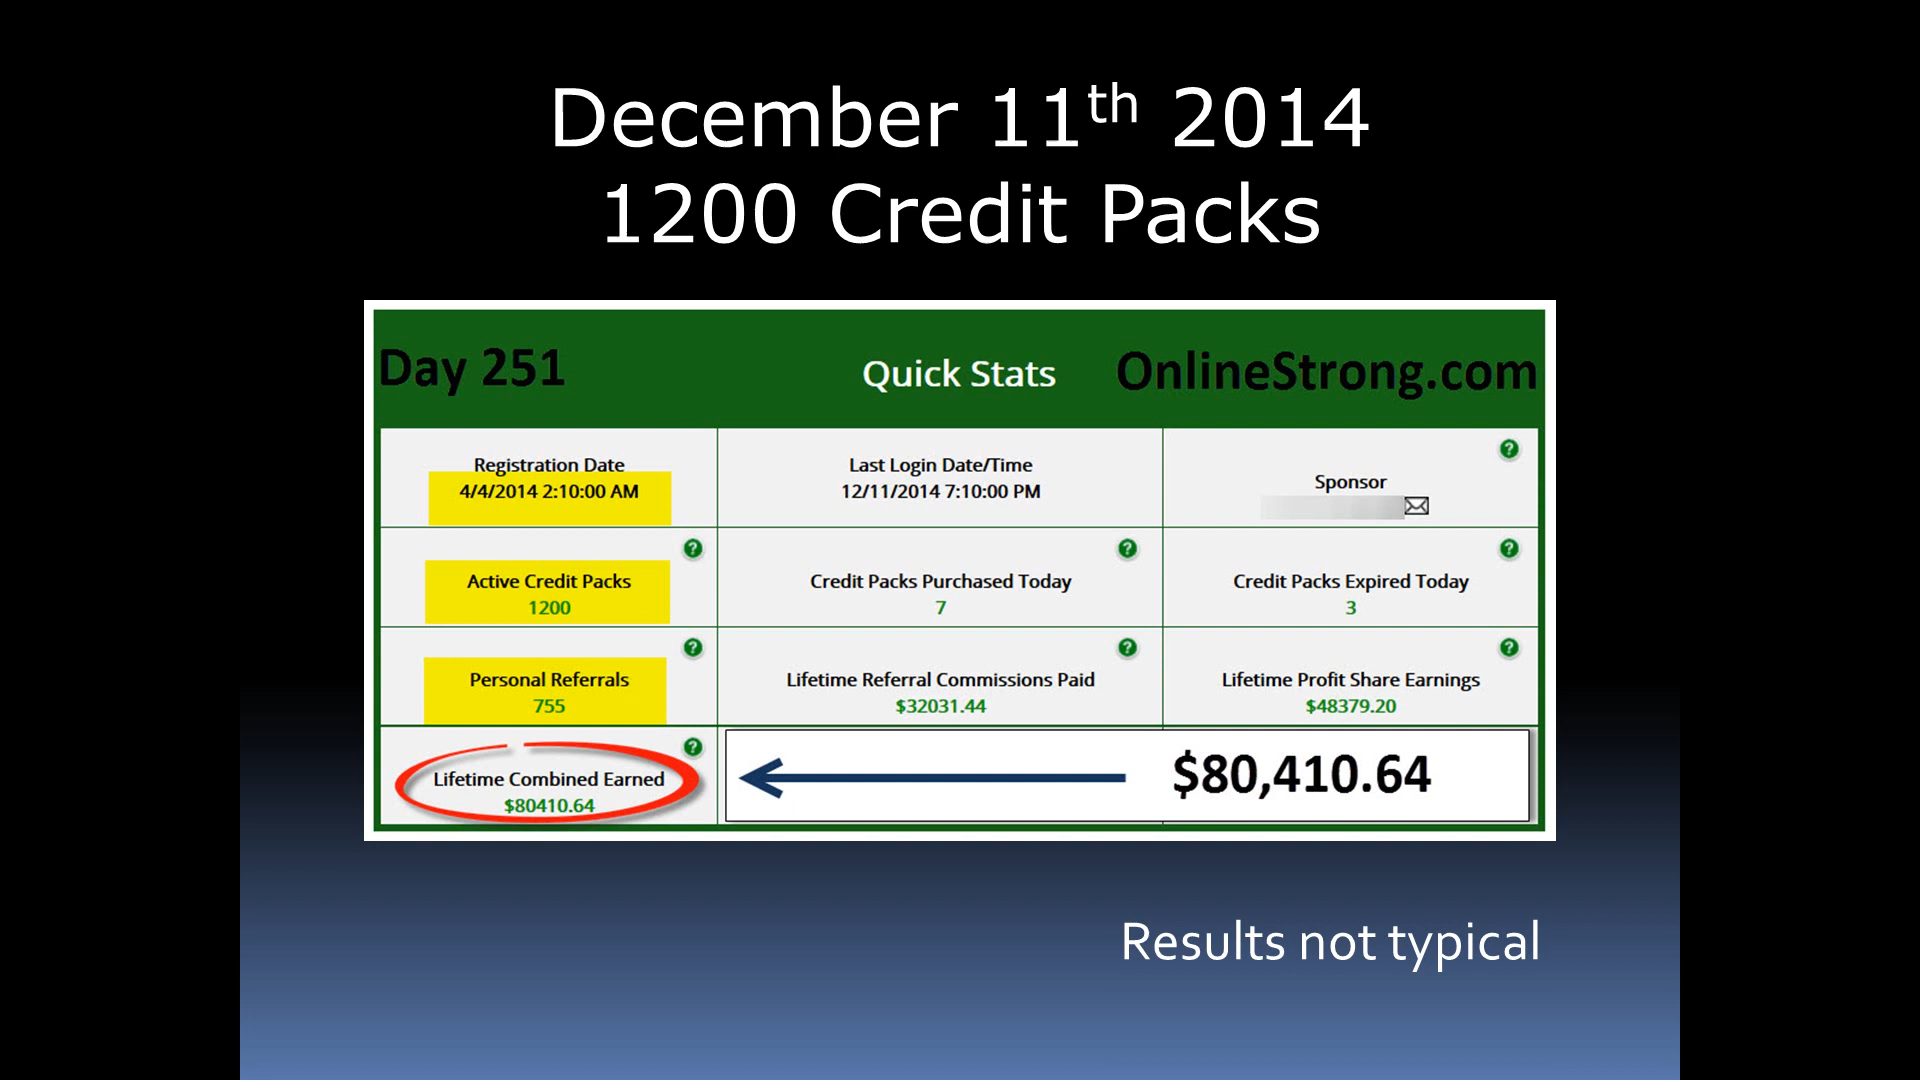 December 11th 2014
1200 Credit Packs
Day 251
Quick Stats
OnlineStrong.com
Registration Date
4/4/2014 2:10:00 AM
Last Login Date/Time
12/11/2014 7:10:00 PM
Sponsor
Active Credit Packs
1200
Credit Packs Purchased Today
7
Credit Packs Expired Today
3
Personal Referrals
755
Lifetime Referral Commissions Paid
$32031.44
Lifetime Profit Share Earnings
$48379.20
Lifetime Combined Earned
$80410.64
$80,410.64
Results not typical